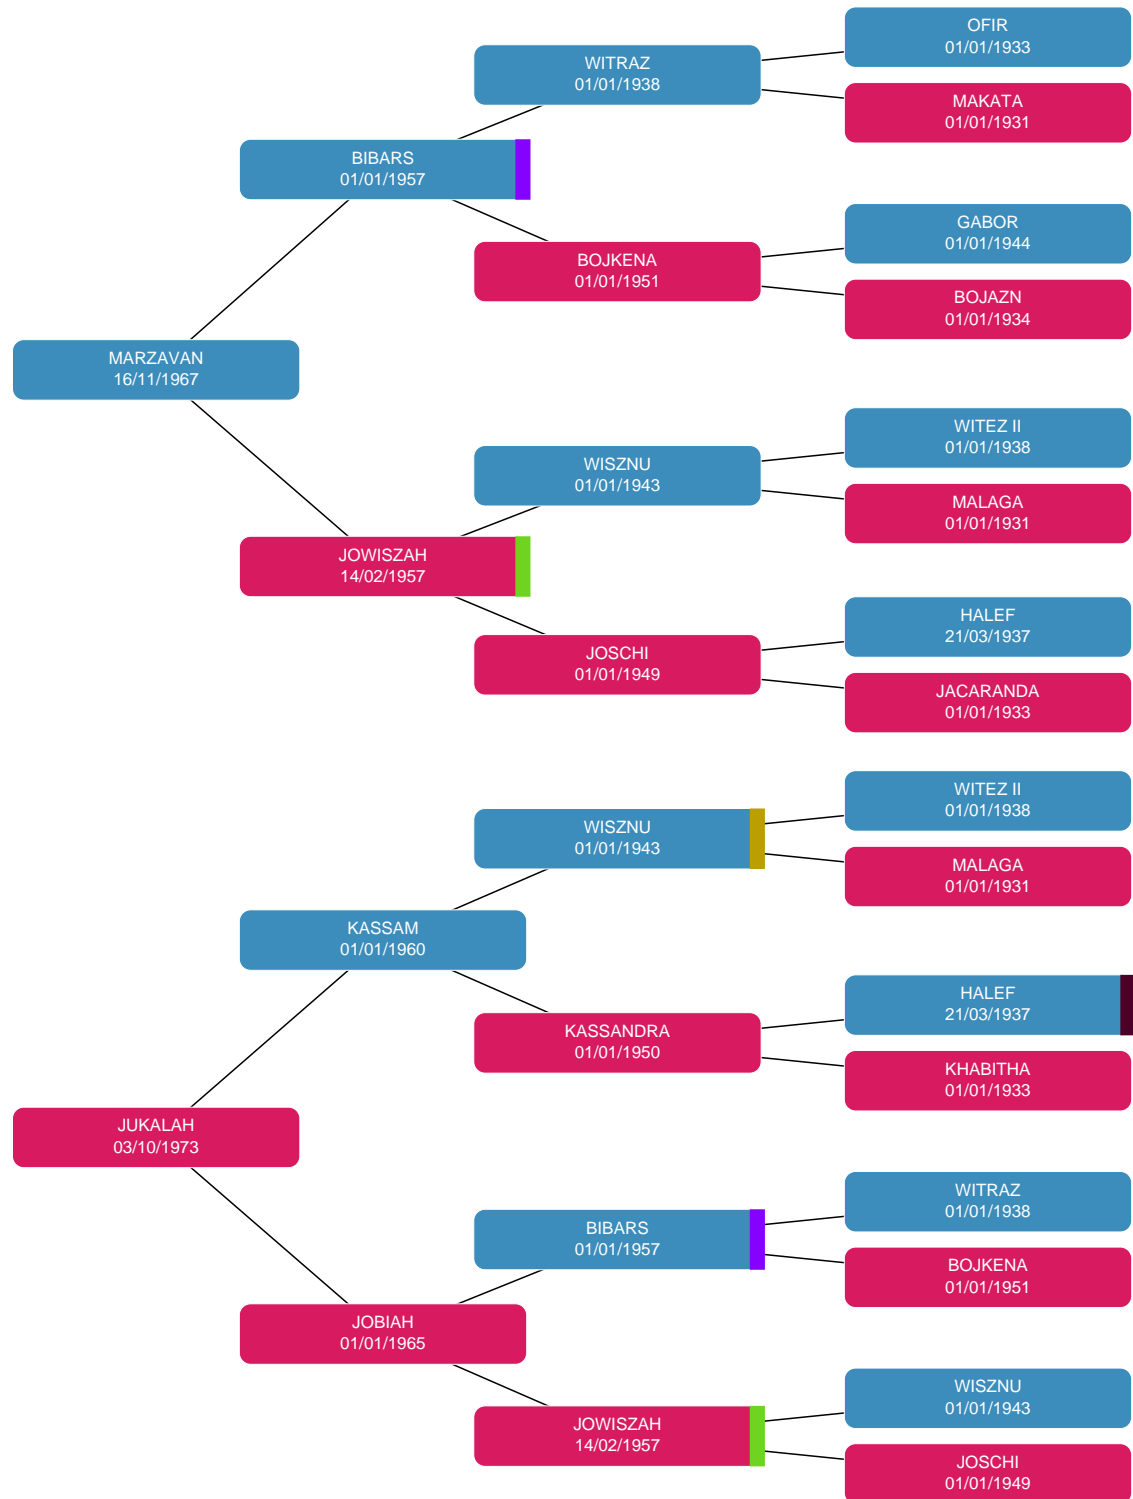 OFIR
01/01/1933
WITRAZ
01/01/1938
MAKATA
01/01/1931
BIBARS
01/01/1957
GABOR
01/01/1944
BOJKENA
01/01/1951
BOJAZN
01/01/1934
MARZAVAN
16/11/1967
WITEZ II
01/01/1938
WISZNU
01/01/1943
MALAGA
01/01/1931
JOWISZAH
14/02/1957
HALEF
21/03/1937
JOSCHI
01/01/1949
JACARANDA
01/01/1933
WITEZ II
01/01/1938
WISZNU
01/01/1943
MALAGA
01/01/1931
KASSAM
01/01/1960
HALEF
21/03/1937
KASSANDRA
01/01/1950
KHABITHA
01/01/1933
JUKALAH
03/10/1973
WITRAZ
01/01/1938
BIBARS
01/01/1957
BOJKENA
01/01/1951
JOBIAH
01/01/1965
WISZNU
01/01/1943
JOWISZAH
14/02/1957
JOSCHI
01/01/1949